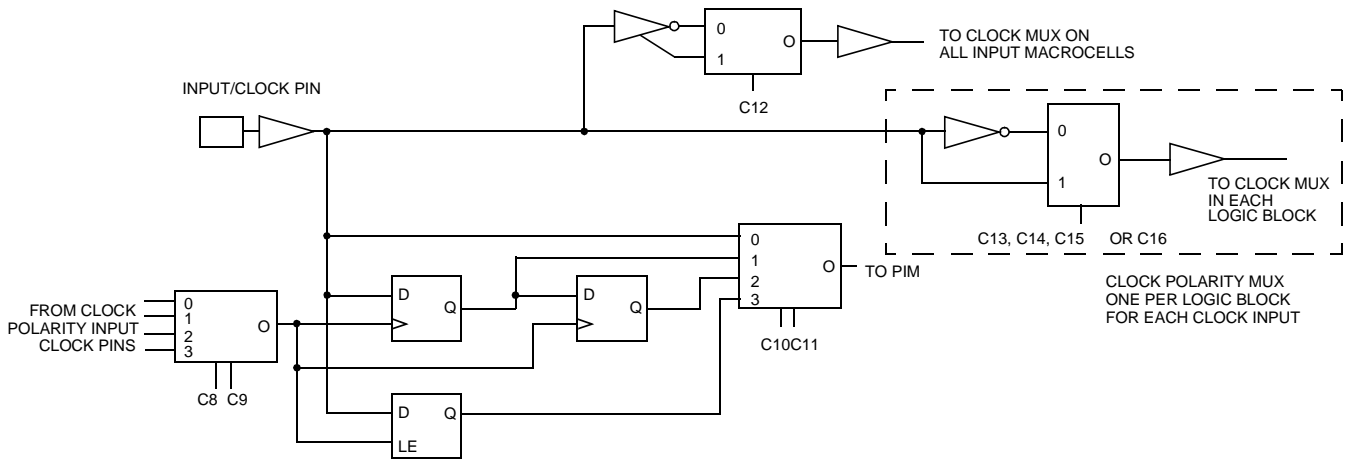 0
O
1
C12
TO CLOCK MUX ON
ALL INPUT MACROCELLS
INPUT/CLOCK PIN
0
O
1
TO CLOCK MUX
IN EACH
LOGIC BLOCK
C13, C14, C15 OR C16
CLOCK POLARITY MUX
ONE PER LOGIC BLOCK
FOR EACH CLOCK INPUT
0
1
2
3
O
TO PIM
C10C11
D
Q
D
Q
FROM CLOCK
POLARITY INPUT
CLOCK PINS
0
1
2
3
O
C8 C9
D
Q
LE